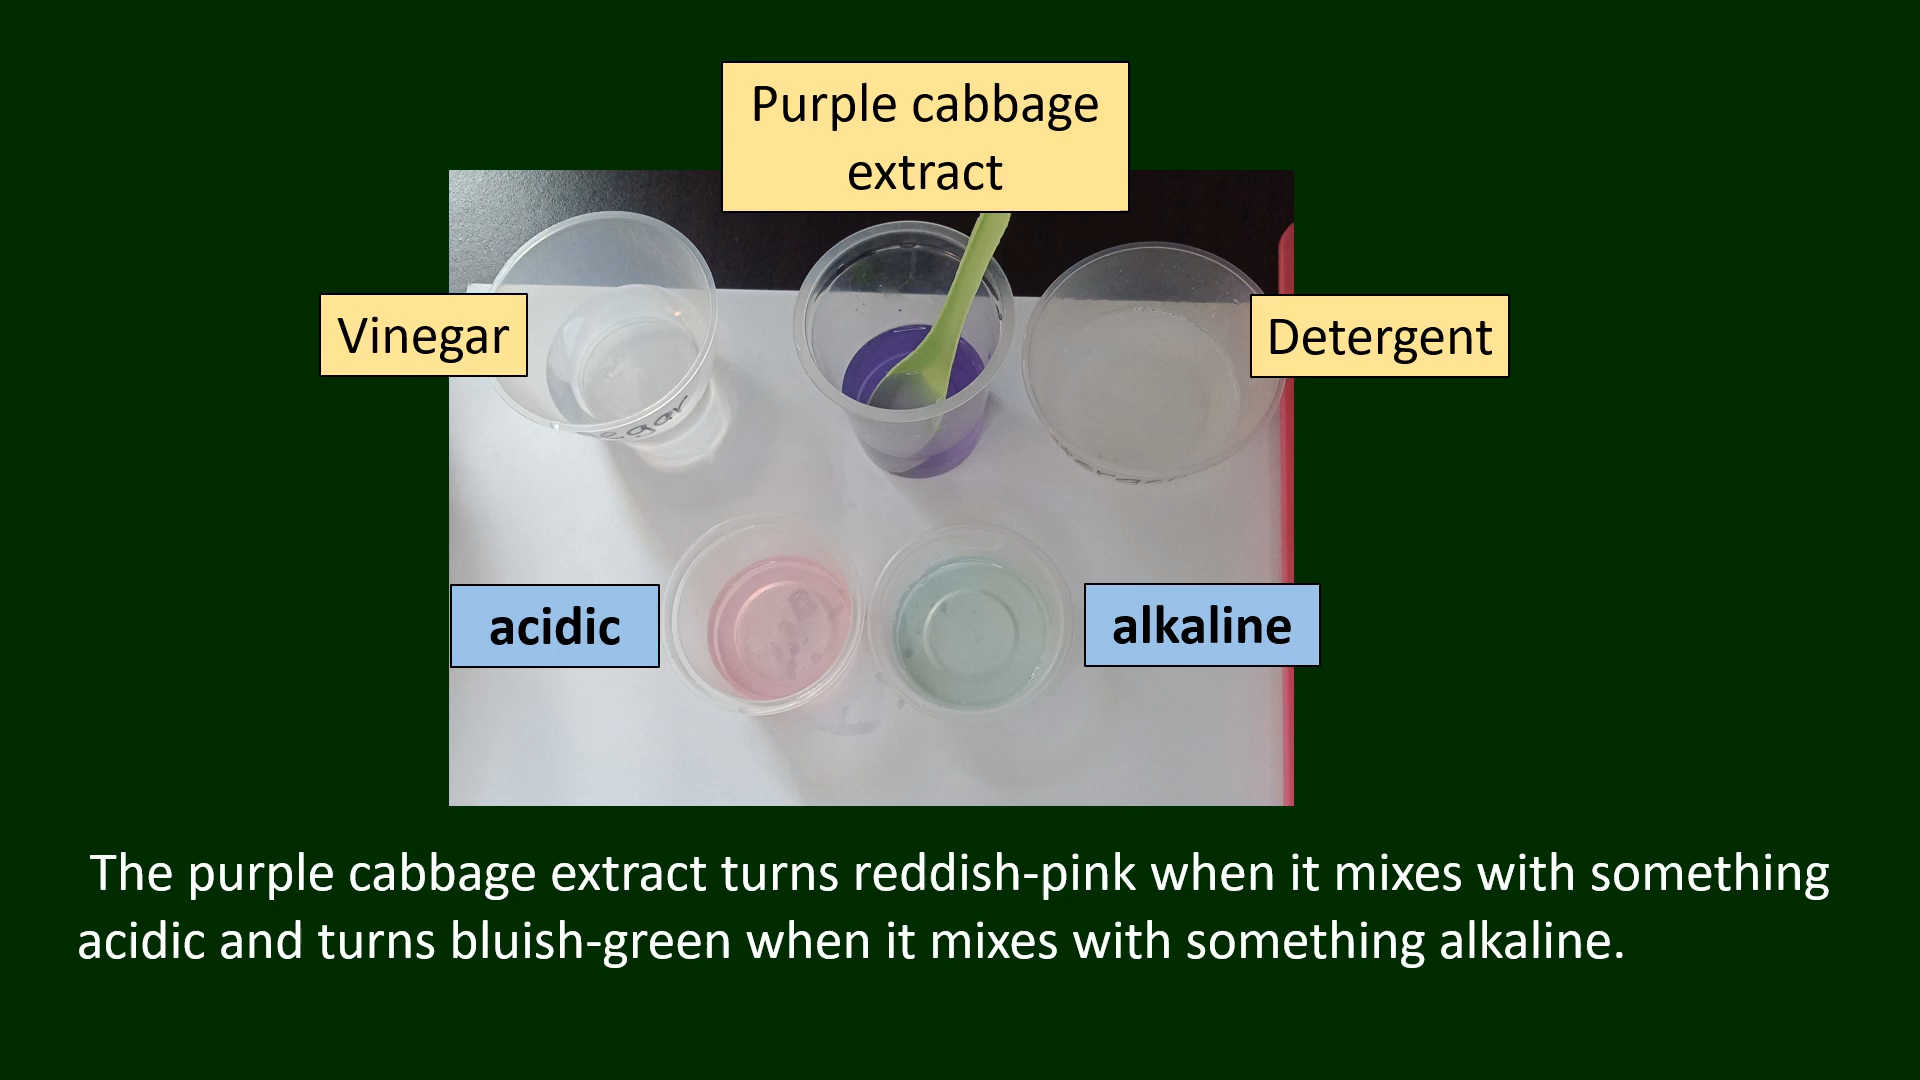 Purple cabbage
extract
Vinegar
Detergent
egar
acidic
alkaline
The purple cabbage extract turns reddish-pink when it mixes with something
acidic and turns bluish-green when it mixes with something alkaline.